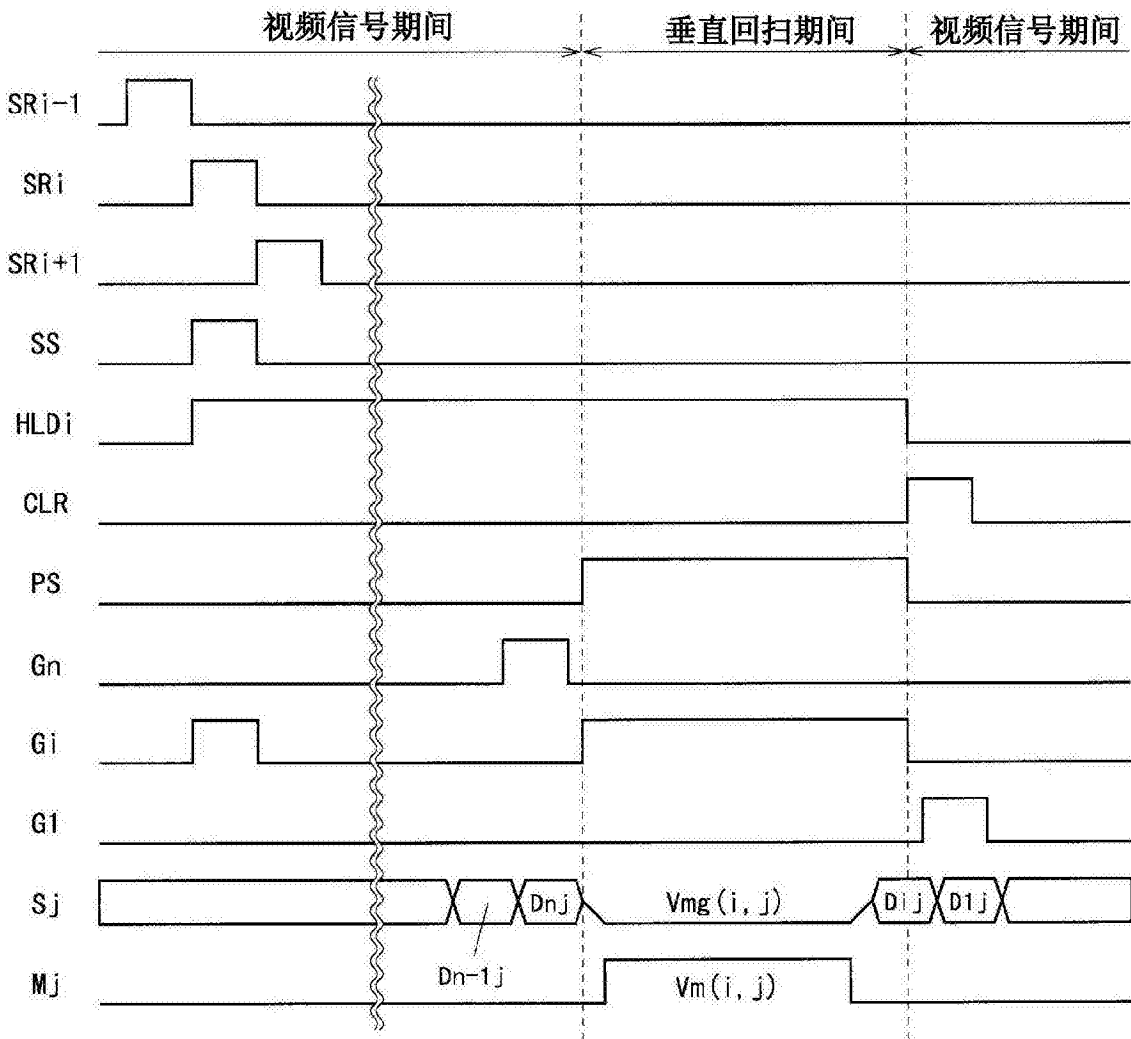 视频信号期间
垂直回扫期间
视频信号期间
SRi-1
SRi
SRi+1
SS
HLDi
CLR
PS
Gn
Gi
G1
Sj
Dnj
Vmg(i,j)
Dij
D1j
Dn-1j
Mj
Vm(i,j)